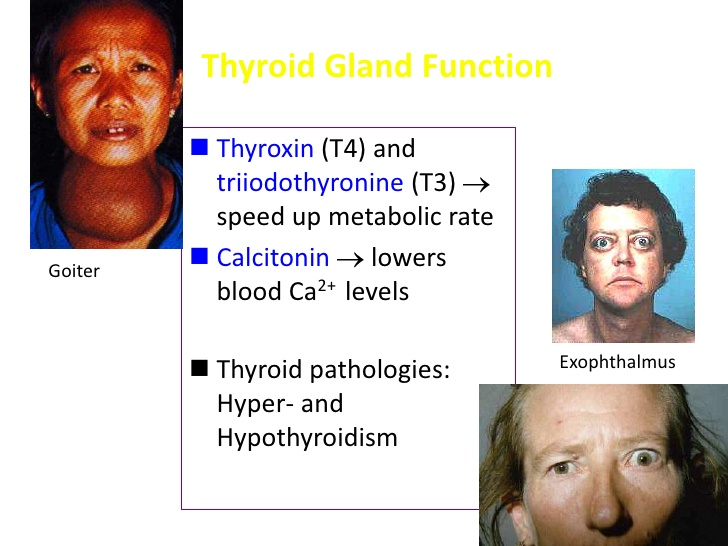 Thyroid Gland Function
Thyroxin (T4) and
triiodothyronine (T3) →
speed up metabolic rate
Calcitonin → lowers
blood Ca²⁺ levels
Goiter
Thyroid pathologies:
Hyper- and
Hypothyroidism
Exophthalmus